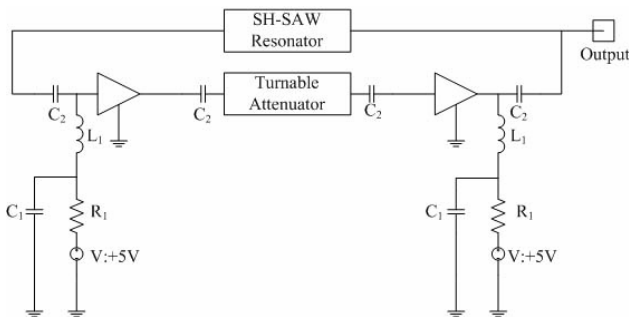 SH-SAW
Resonator
Output
C2
C2
Turnable
Attenuator
C2
C2
L1
L1
C1
R1
C1
R1
V:+5V
V:+5V